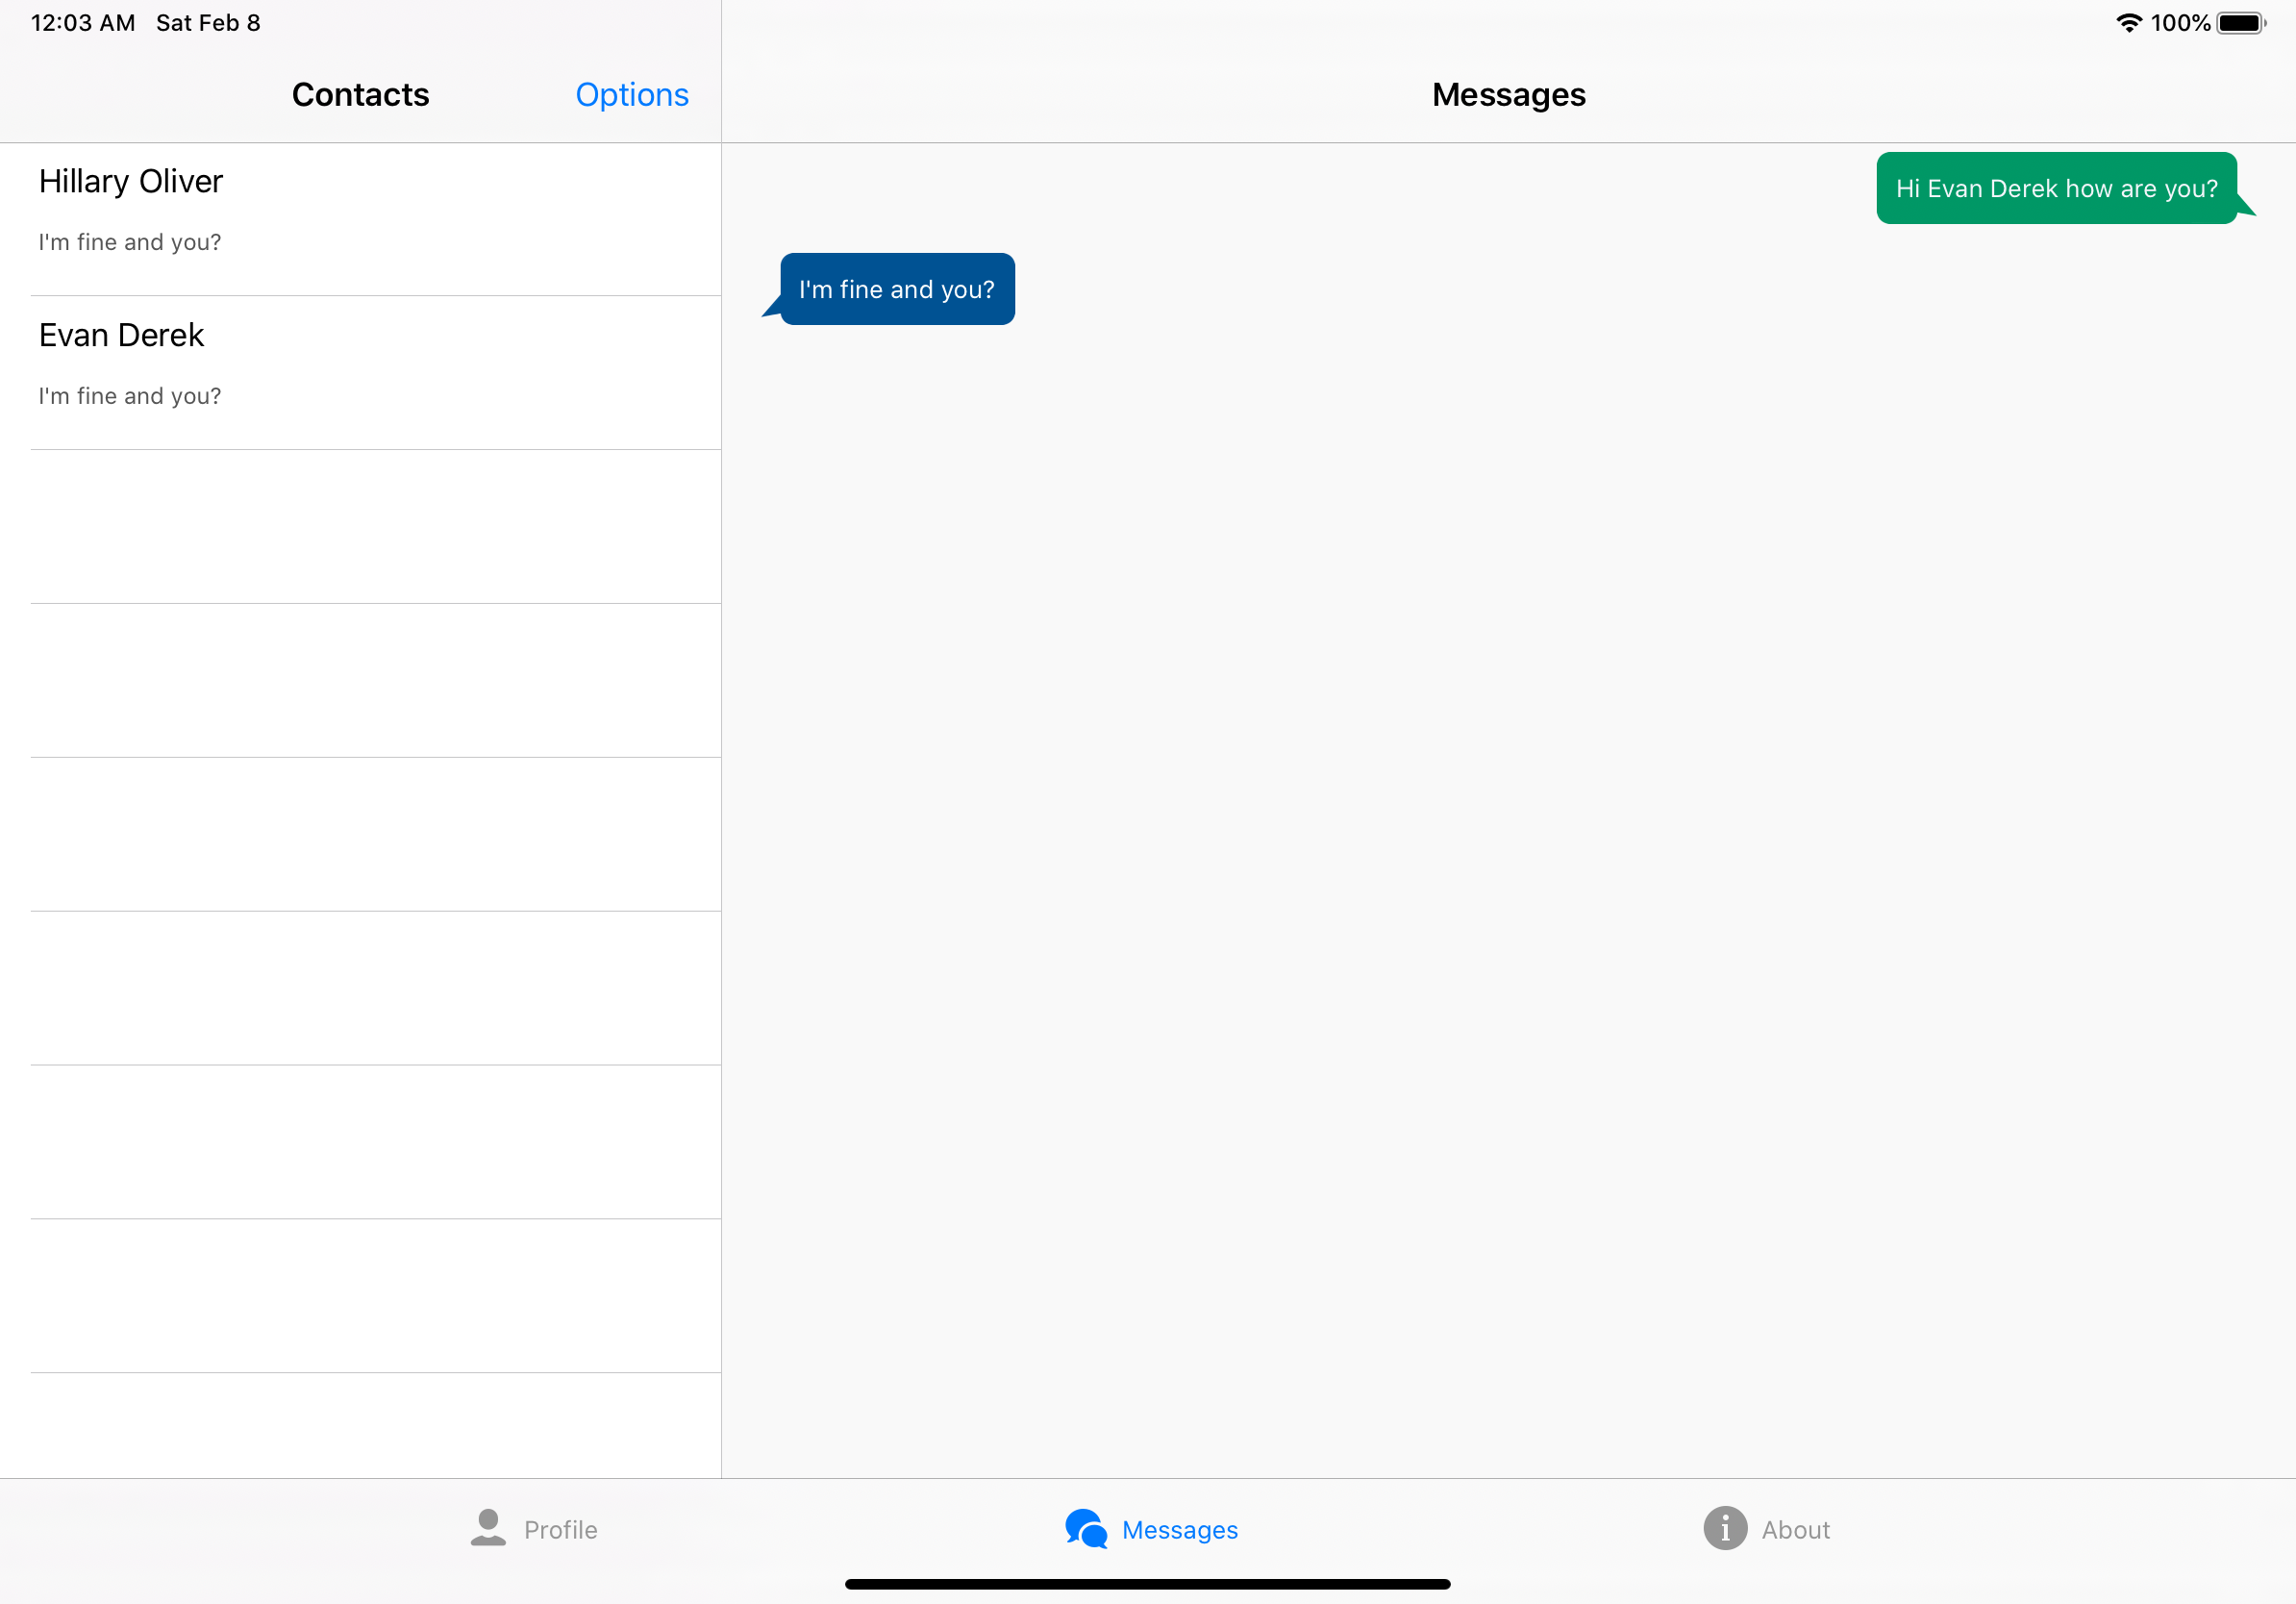 12:03 AM Sat Feb 8
100%
Contacts
Options
Messages
Hillary Oliver
I'm fine and you?
Evan Derek
I'm fine and you?
Hi Evan Derek how are you?
I'm fine and you?
Profile
Messages
About